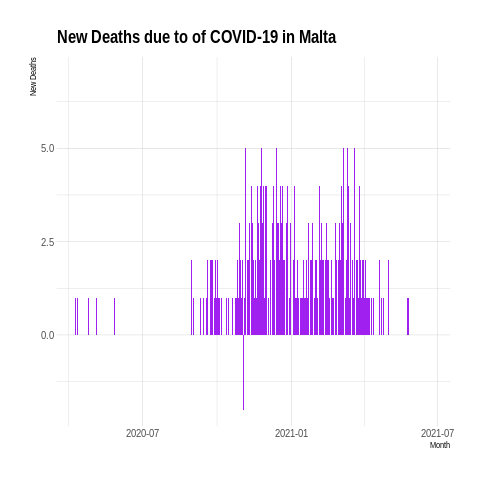 New Deaths due to of COVID-19 in Malta
New Deaths
5.0
2.5
0.0
2020-07
2021-01
2021-07
Month